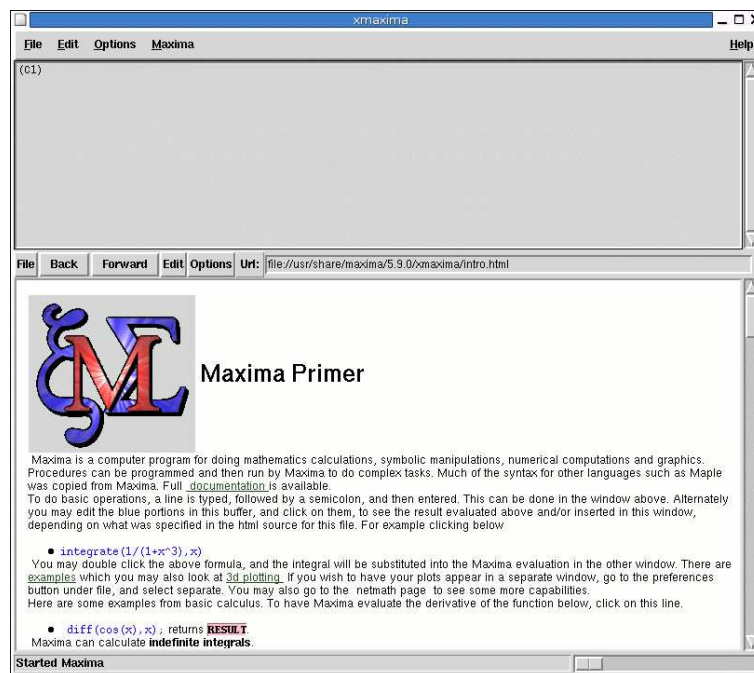 xmaxima
File Edit Options Maxima Help
(C1)
File Back Forward Edit Options Url: file://usr/share/maxima/5.9.0/xmaxima/intro.html
Maxima Primer
Maxima is a computer program for doing mathematics calculations, symbolic manipulations, numerical computations and graphics.
Procedures can be programmed and then run by Maxima to do complex tasks. Much of the syntax for other languages such as Maple
was copied from Maxima. Full documentation is available.
To do basic operations, a line is typed, followed by a semicolon, and then entered. This can be done in the window above. Alternately
you may edit the blue portions in this buffer, and click on them, to see the result evaluated above and/or inserted in this window,
depending on what was specified in the html source for this file. For example clicking below
integrate(1/(1+x^3),x)
You may double click the above formula, and the integral will be substituted into the Maxima evaluation in the other window. There are
examples which you may also look at 3d plotting If you wish to have your plots appear in a separate window, go to the preferences
button under file, and select separate. You may also go to the netmath page to see some more capabilities.
Here are some examples from basic calculus. To have Maxima evaluate the derivative of the function below, click on this line.
diff(cos(x),x); returns RESULT.
Maxima can calculate indefinite integrals.
Started Maxima